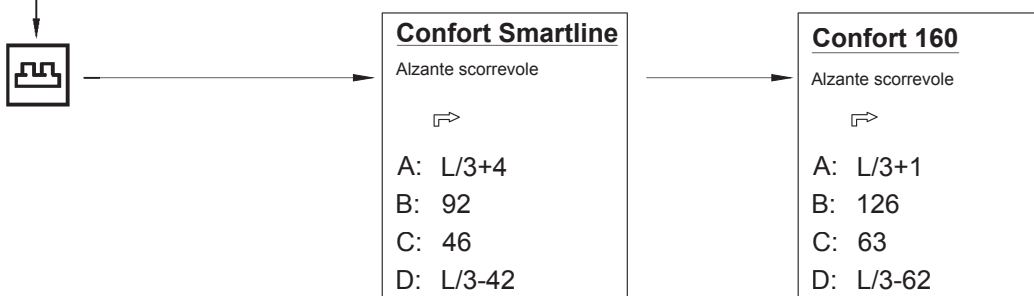 Confort Smartline
Alzante scorrevole
A: L/3+4
B: 92
C: 46
D: L/3-42
Confort 160
Alzante scorrevole
A: L/3+1
B: 126
C: 63
D: L/3-62